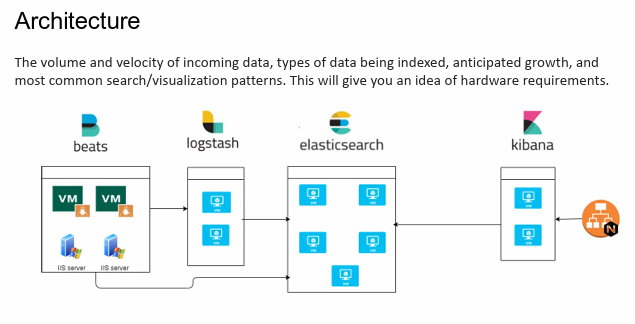 Architecture
The volume and velocity of incoming data, types of data being indexed, anticipated growth, and
most common search/visualization patterns. This will give you an idea of hardware requirements.
beats
logstash
elasticsearch
kibana
VM
VM
IIS server
IIS server
VM
VM
VM
VM
VM
VM
VM
VM
VM
N